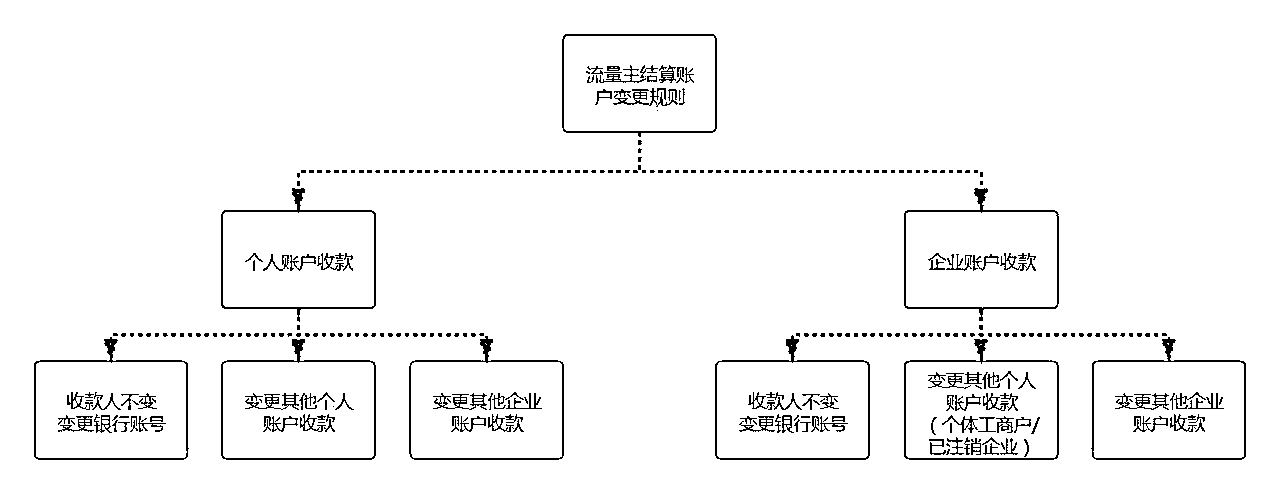 流量主结算账
户变更规则
个人账户收款
企业账户收款
收款人不变
变更银行账号
变更其他个人
账户收款
变更其他企业
账户收款
收款人不变
变更银行账号
变更其他个人
账户收款
（个体工商户/
已注销企业）
变更其他企业
账户收款